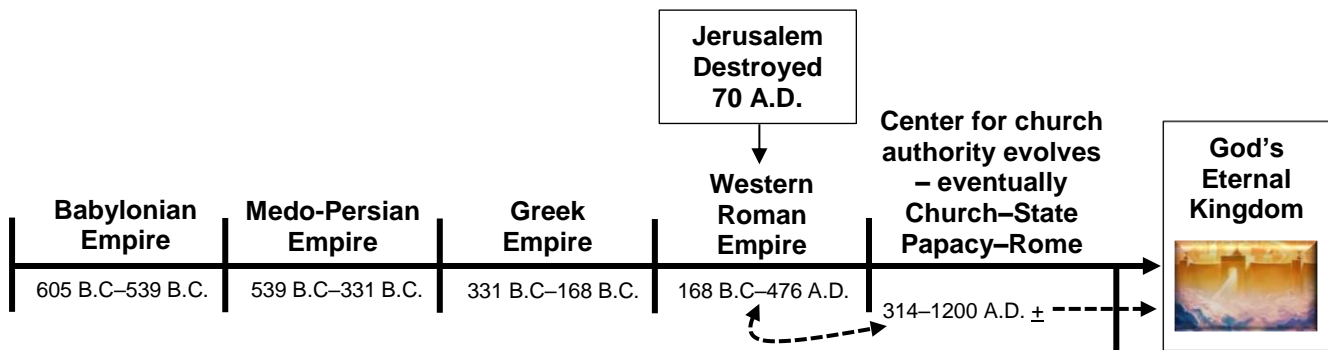 Jerusalem
Destroyed
70 A.D.
Center for church
authority evolves
– eventually
Church–State
Papacy–Rome
God's
Eternal
Kingdom
Babylonian
Empire
Medo-Persian
Empire
Greek
Empire
Western
Roman
Empire
605 B.C–539 B.C.
539 B.C–331 B.C.
331 B.C–168 B.C.
168 B.C–476 A.D.
314–1200 A.D. +